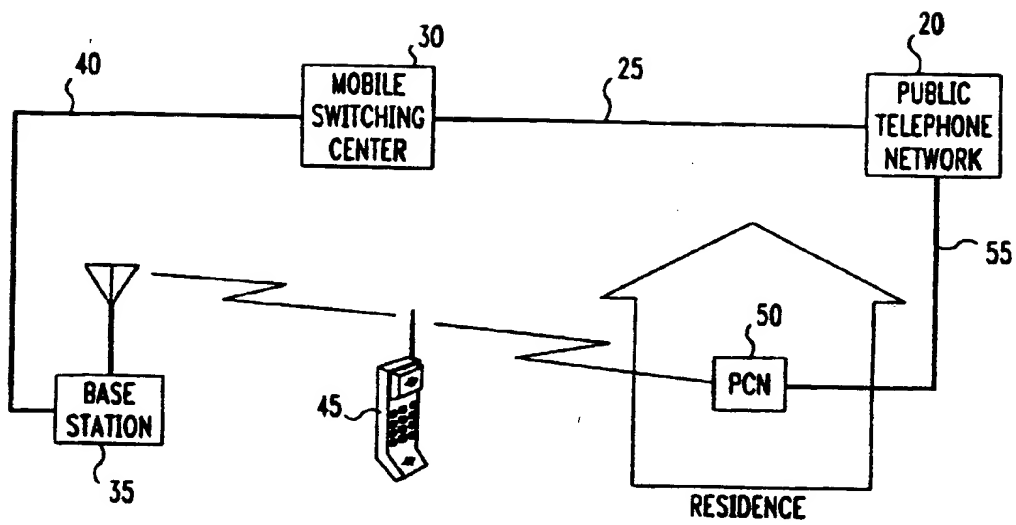 40
30
25
20
MOBILE
SWITCHING
CENTER
PUBLIC
TELEPHONE
NETWORK
55
50
PCN
45
BASE
STATION
35
RESIDENCE